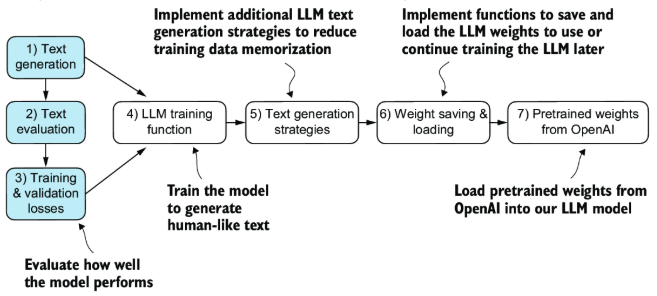 Implement additional LLM text
generation strategies to reduce
training data memorization
Implement functions to save and
load the LLM weights to use or
continue training the LLM later
1) Text
generation
2) Text
evaluation
3) Training
& validation
losses
4) LLM training
function
5) Text generation
strategies
6) Weight saving &
loading
7) Pretrained weights
from OpenAI
Train the model
to generate
human-like text
Load pretrained weights from
OpenAI into our LLM model
Evaluate how well
the model performs